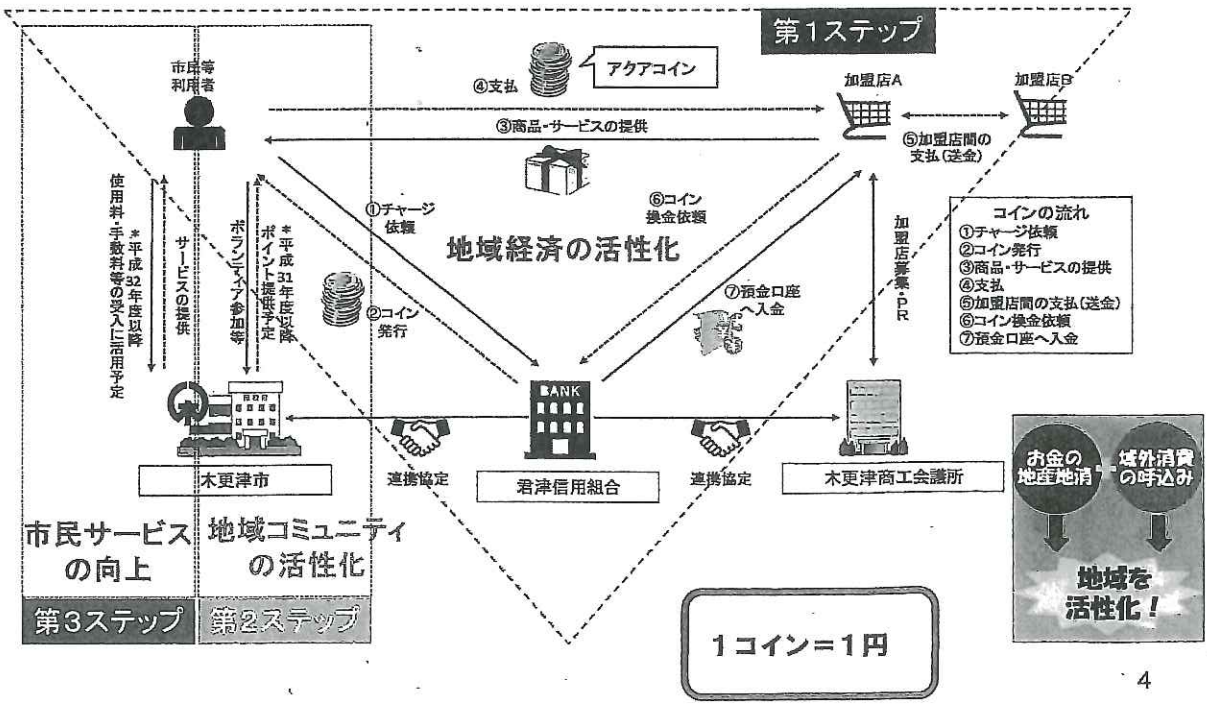 第1ステップ
市民等
利用者
④支払
アクアコイン
加盟店A
加盟店B
③商品・サービスの提供
⑤加盟店間の
支払(送金)
①チャージ
依頼
⑥コイン
換金依頼
地域経済の活性化
②コイン
発行
⑦預金口座
へ入金
加盟店募集・PR
コインの流れ
①チャージ依頼
②コイン発行
③商品・サービスの提供
④支払
⑤加盟店間の支払(送金)
⑥コイン換金依頼
⑦預金口座へ入金
*平成32年度以降
使用料・手数料等の受入に活用予定
サービスの提供
ボランティア参加等
*平成31年度以降
ポイント提供予定
BANK
木更津市
連携協定
君津信用組合
連携協定
木更津商工会議所
市民サービス
の向上
地域コミュニティ
の活性化
第3ステップ
第2ステップ
お金の
地産地消
域外消費
の呼込み
地域を
活性化!
1コイン=1円
4